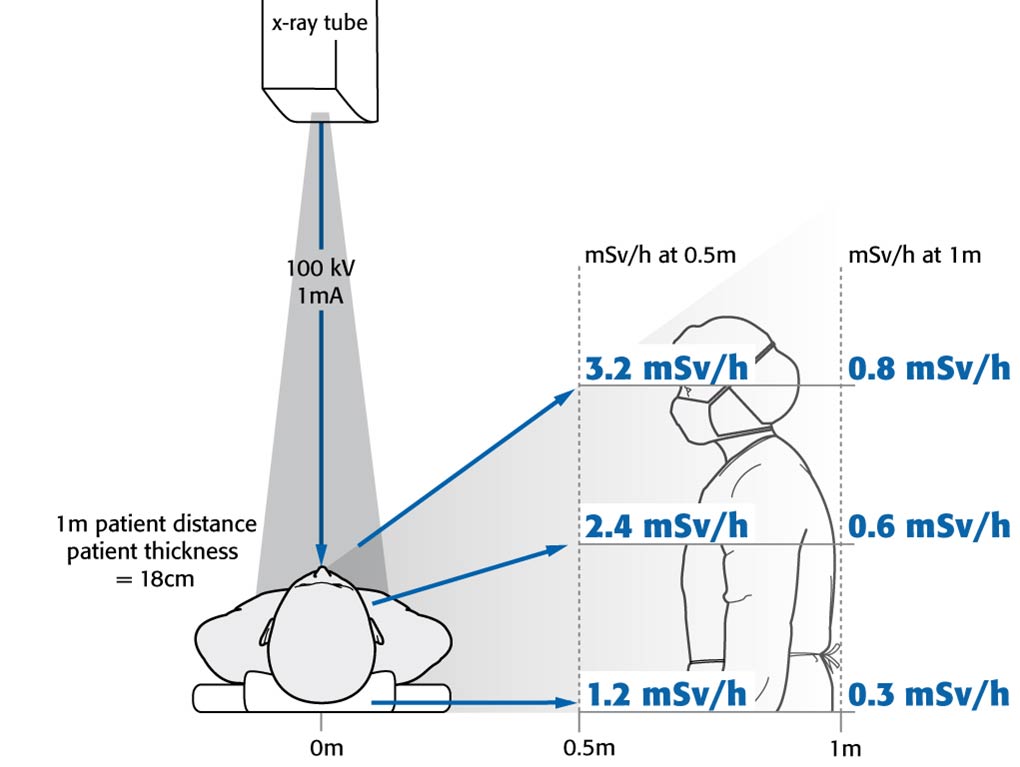 x-ray tube
100 kV
1mA
mSv/h at 0.5m
mSv/h at 1m
3.2 mSv/h
0.8 mSv/h
1m patient distance
patient thickness
= 18cm
2.4 mSv/h
0.6 mSv/h
1.2 mSv/h
0.3 mSv/h
0m
0.5m
1m